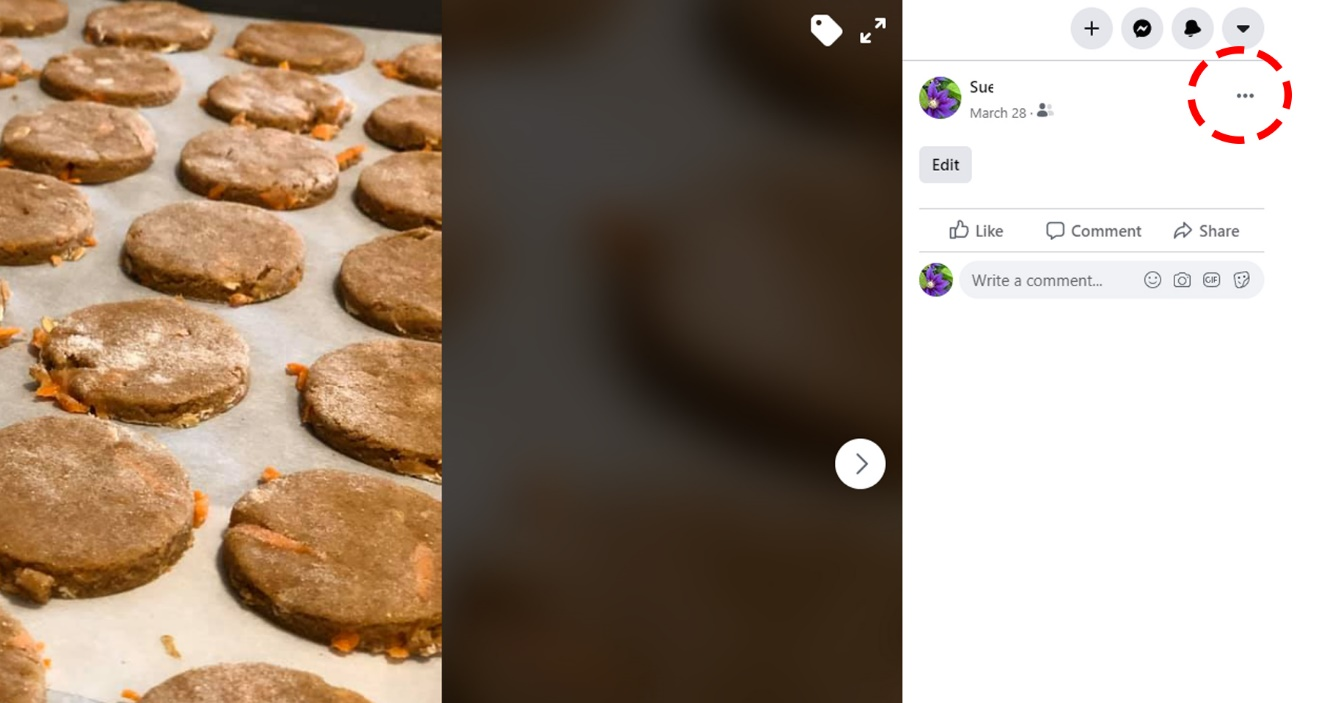 Sue
March 28 ·
Edit
Like Comment Share
Write a comment... GIF